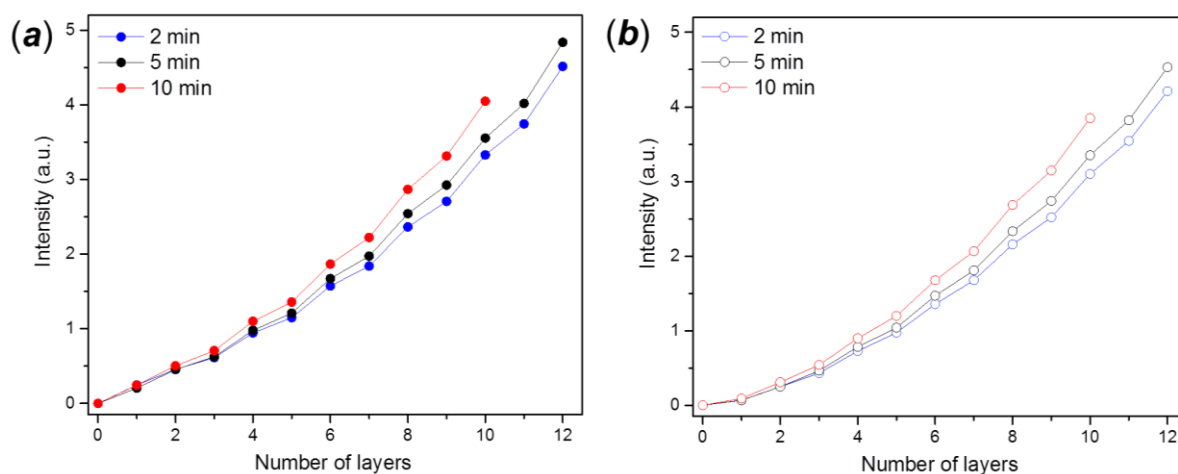 (a)
2 min
5 min
10 min
Intensity (a.u.)
5
4
3
2
1
0
0 2 4 6 8 10 12
Number of layers
(b)
2 min
5 min
10 min
Intensity (a.u.)
5
4
3
2
1
0
0 2 4 6 8 10 12
Number of layers